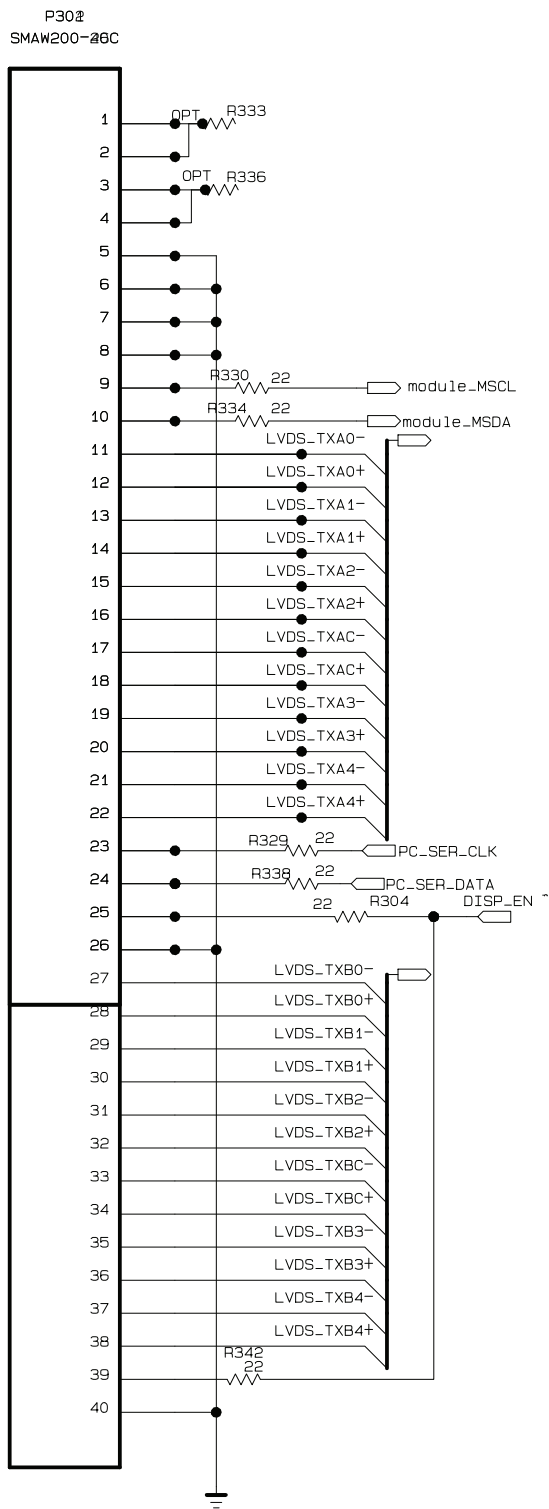 1 OPT R333
2
3 OPT R336
4
5
6
7
8
R330 22
9 module_MSCL
R334 22
10 module_MSDA
LVDS_TXA0-
11
LVDS_TXA0+
12
LVDS_TXA1-
13
LVDS_TXA1+
14
LVDS_TXA2-
15
LVDS_TXA2+
16
LVDS_TXAC-
17
LVDS_TXAC+
18
LVDS_TXA3-
19
LVDS_TXA3+
20
LVDS_TXA4-
21
LVDS_TXA4+
22
R329 22
23 PC_SER_CLK
R338 22
24 PC_SER_DATA
22 R304 DISP_EN
25
26
LVDS_TXB0-
27
LVDS_TXB0+
28
LVDS_TXB1-
29
LVDS_TXB1+
30
LVDS_TXB2-
31
LVDS_TXB2+
32
LVDS_TXBC-
33
LVDS_TXBC+
34
LVDS_TXB3-
35
LVDS_TXB3+
36
LVDS_TXB4-
37
LVDS_TXB4+
38
R342
22
39
40